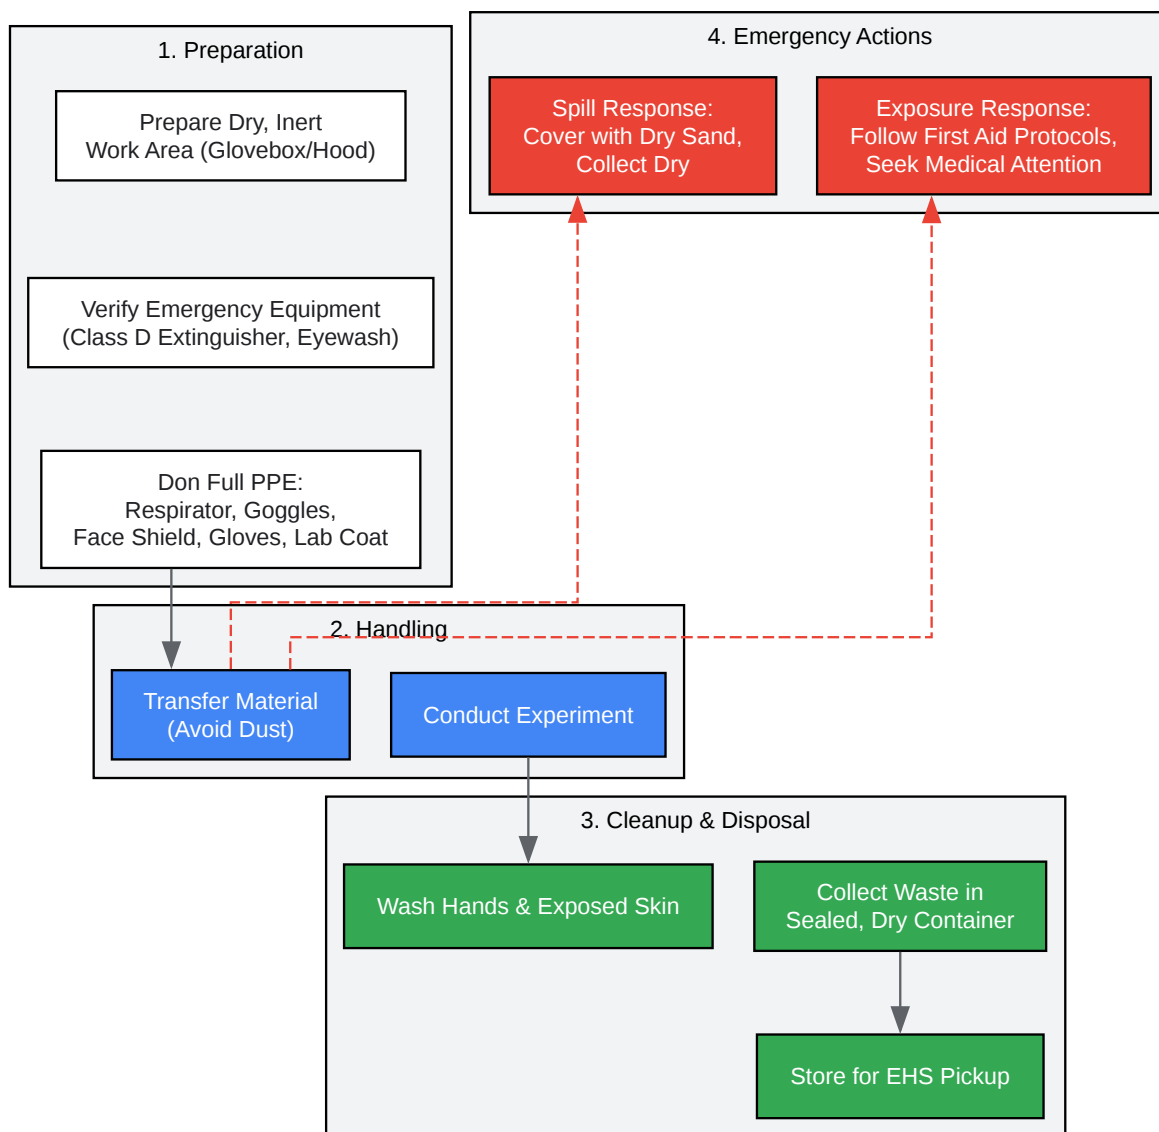 1. Preparation
Prepare Dry, Inert
Work Area (Glovebox/Hood)
Verify Emergency Equipment
(Class D Extinguisher, Eyewash)
Don Full PPE:
Respirator, Goggles,
Face Shield, Gloves, Lab Coat
4. Emergency Actions
Spill Response:
Cover with Dry Sand,
Collect Dry
Exposure Response:
Follow First Aid Protocols,
Seek Medical Attention
2. Handling
Transfer Material
(Avoid Dust)
Conduct Experiment
3. Cleanup & Disposal
Wash Hands & Exposed Skin
Collect Waste in
Sealed, Dry Container
Store for EHS Pickup